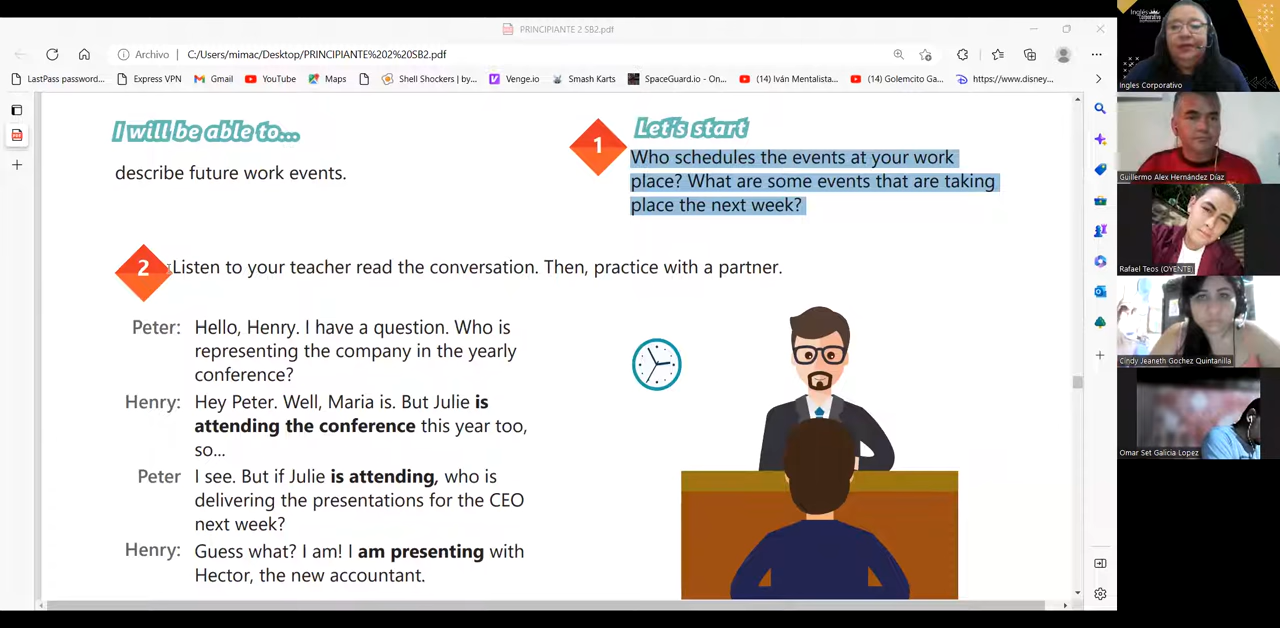 PRINCIPIANTE 2 SB2.pdf
Archivo
C:/Users/mimac/Desktop/PRINCIPIANTE%202%20SB2.pdf
LastPass password...
Express VPN
Gmail
YouTube
Maps
Shell Shockers | by...
Venge.io
Smash Karts
SpaceGuard.io - On...
(14) Iván Mentalista...
(14) Golemcito Ga...
https://www.disney...
I will be able to...
describe future work events.
1
Let's start
Who schedules the events at your work
place? What are some events that are taking
place the next week?
2
Listen to your teacher read the conversation. Then, practice with a partner.
Peter: Hello, Henry. I have a question. Who is
representing the company in the yearly
conference?
Henry: Hey Peter. Well, Maria is. But Julie is
attending the conference this year too,
so...
Peter I see. But if Julie is attending, who is
delivering the presentations for the CEO
next week?
Henry: Guess what? I am! I am presenting with
Hector, the new accountant.
Inglés
Corporativo
Ingles Corporativo
Guillermo Alex Hernández Díaz
Rafael Teos (OYENTE)
Cindy Jeaneth Gochez Quintanilla
Omar Set Galicia Lopez